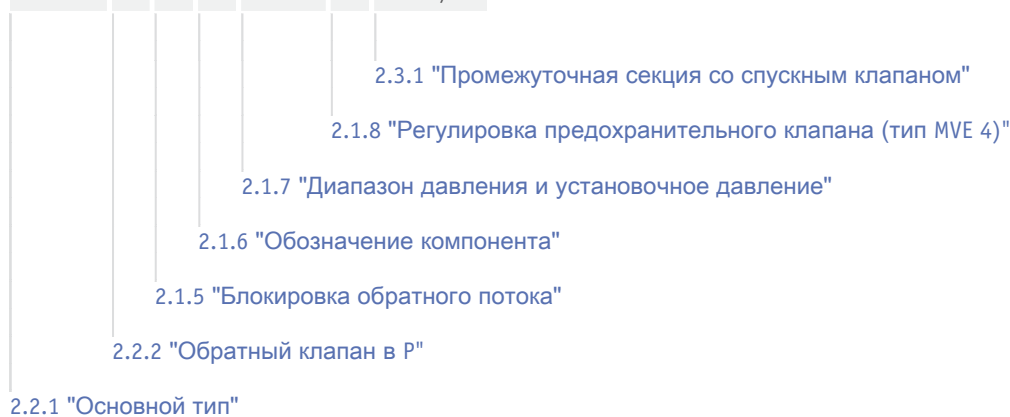 2.3.1 "Промежуточная секция со спускным клапаном"
2.1.8 "Регулировка предохранительного клапана (тип MVE 4)"
2.1.7 "Диапазон давления и установочное давление"
2.1.6 "Обозначение компонента"
2.1.5 "Блокировка обратного потока"
2.2.2 "Обратный клапан в P"
2.2.1 "Основной тип"